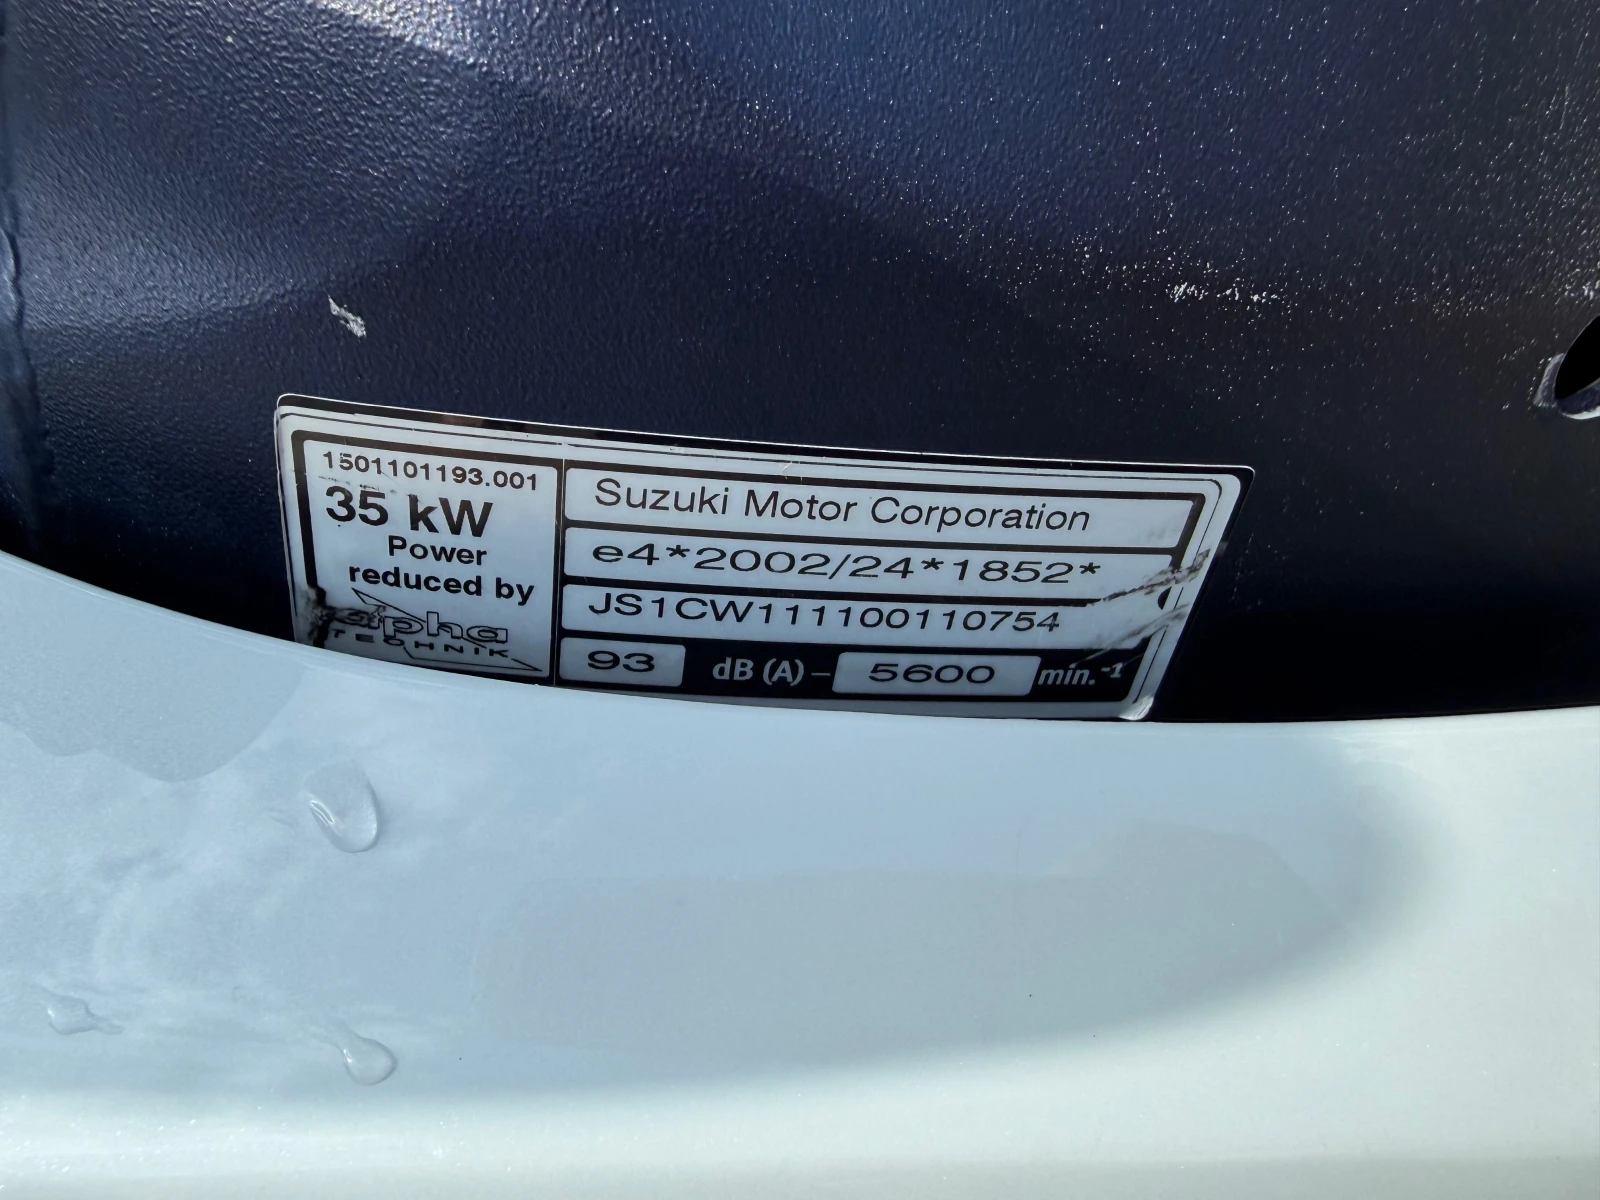 1501101193.001
35 kW
Power
reduced by
alpha
TECHNIK
Suzuki Motor Corporation
e4*2002/24*1852*
JS1CW111100110754
93 dB (A) – 5600 min.⁻¹